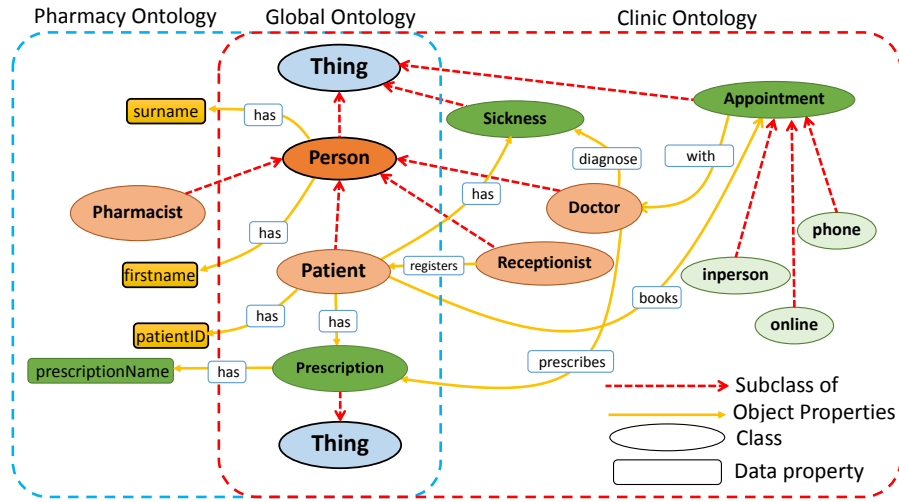 Pharmacy Ontology
Global Ontology
Clinic Ontology
Thing
surname
has
Sickness
Appointment
Person
diagnose
with
Pharmacist
has
Doctor
has
phone
firstname
Patient
registers
Receptionist
inperson
has
books
online
patientID
has
prescriptionName
has
Prescription
prescribes
Subclass of
Object Properties
Thing
Class
Data property